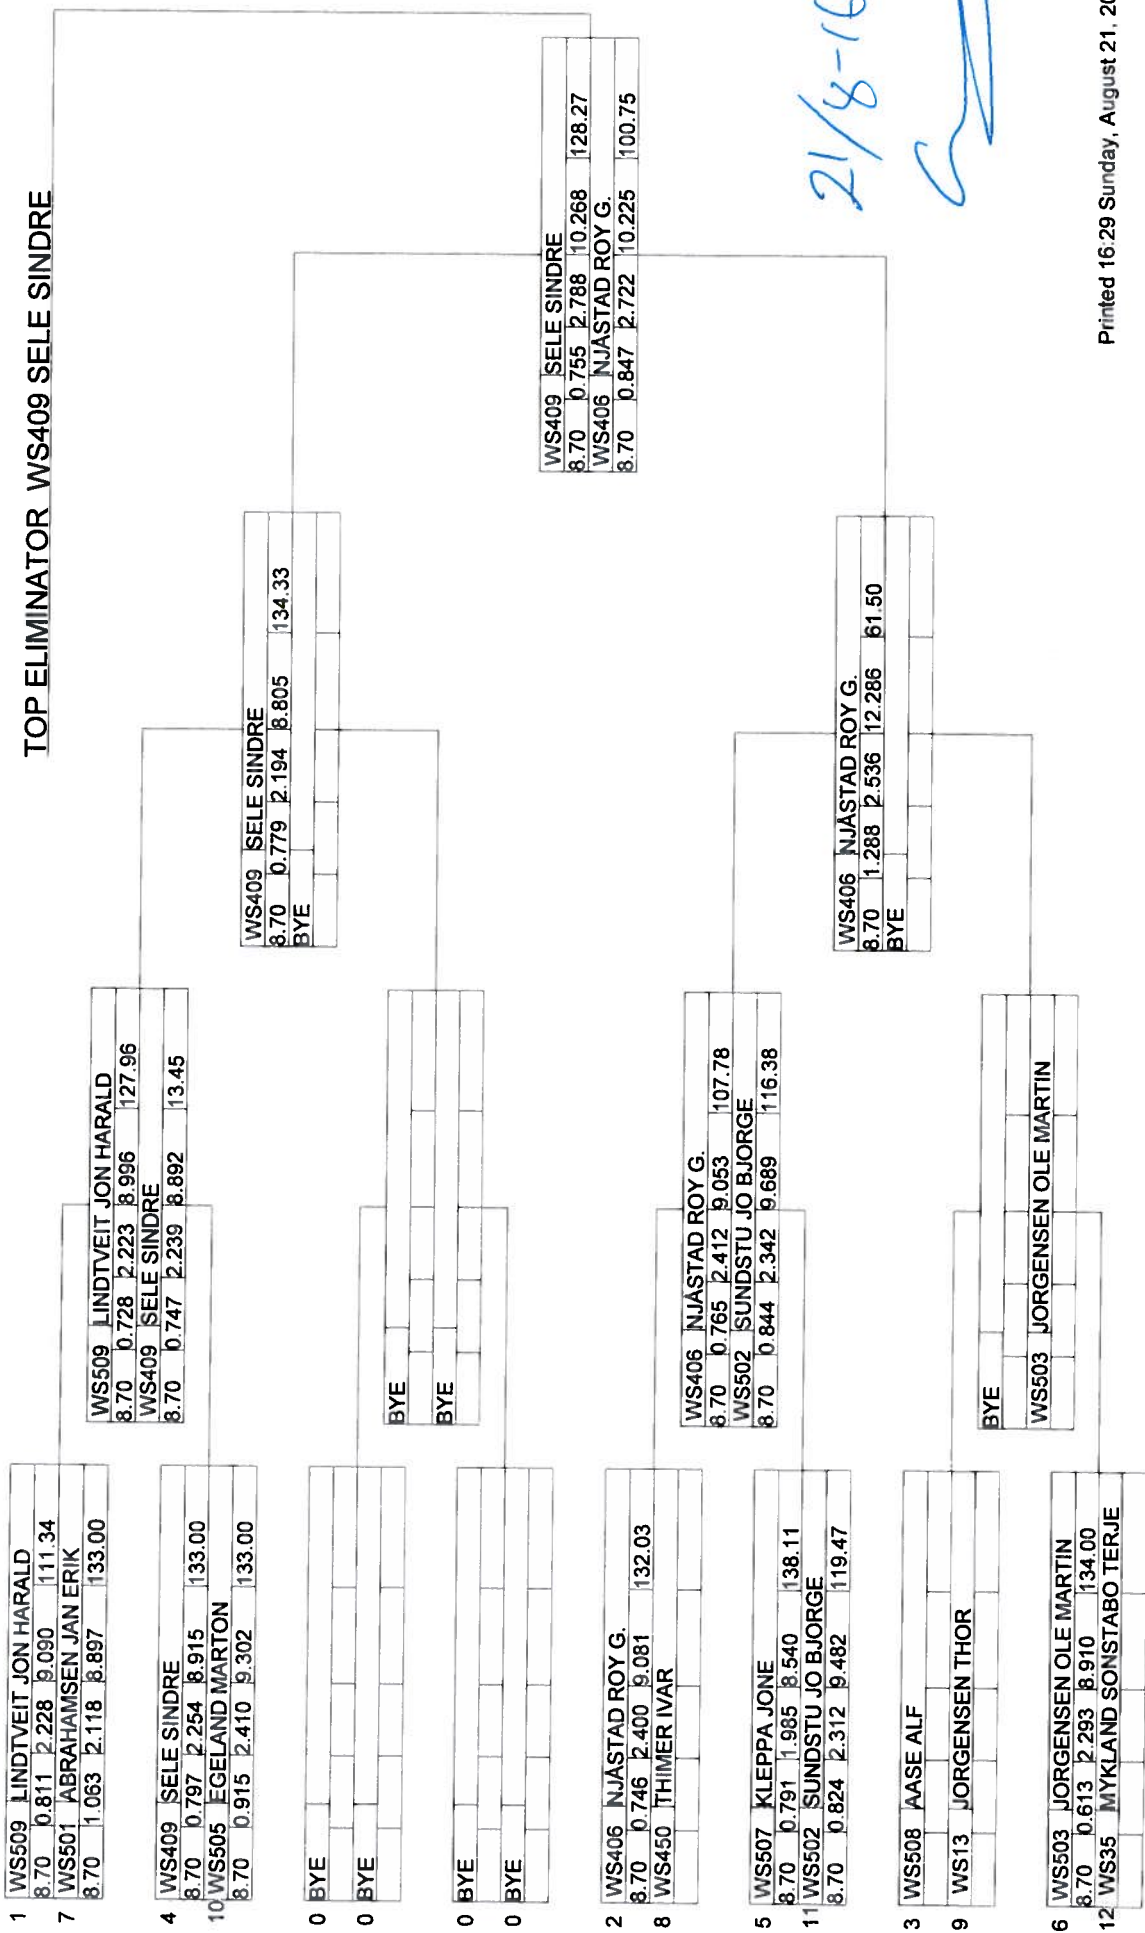 TOP ELIMINATOR WS409 SELE SINDRE
1 WS509 LINDTVEIT JON HARALD
8.70 0.811 2.228 9.090 111.34
7 WS501 ABRAHAMSEN JAN ERIK
8.70 1.063 2.118 8.897 133.00
4 WS409 SELE SINDRE
8.70 0.797 2.254 8.915 133.00
10 WS505 EGELAND MARTON
8.70 0.915 2.410 9.302 133.00
0 BYE
0 BYE
0 BYE
0 BYE
2 WS406 NJÅSTAD ROY G.
8.70 0.746 2.400 9.081 132.03
8 WS450 THIMER IVAR
5 WS507 KLEPPA JONE
8.70 0.791 1.985 8.540 138.11
11 WS502 SUNDSTU JO BJORGE
8.70 0.824 2.312 9.482 119.47
3 WS508 AASE ALF
9 WS13 JORGENSEN THOR
6 WS503 JORGENSEN OLE MARTIN
8.70 0.613 2.293 8.910 134.00
12 WS35 MYKLAND SONSTABO TERJE
WS509 LINDTVEIT JON HARALD
8.70 0.728 2.223 8.996 127.96
WS409 SELE SINDRE
8.70 0.747 2.239 8.892 13.45
BYE
BYE
WS406 NJÅSTAD ROY G.
8.70 0.765 2.412 9.053 107.78
WS502 SUNDSTU JO BJORGE
8.70 0.844 2.342 9.689 116.38
BYE
WS503 JORGENSEN OLE MARTIN
WS409 SELE SINDRE
8.70 0.779 2.194 8.805 134.33
BYE
WS406 NJÅSTAD ROY G.
8.70 1.288 2.536 12.286 61.50
BYE
WS409 SELE SINDRE
8.70 0.755 2.788 10.268 128.27
WS406 NJÅSTAD ROY G.
8.70 0.847 2.722 10.225 100.75
21/8-16
Printed 16:29 Sunday, August 21, 20